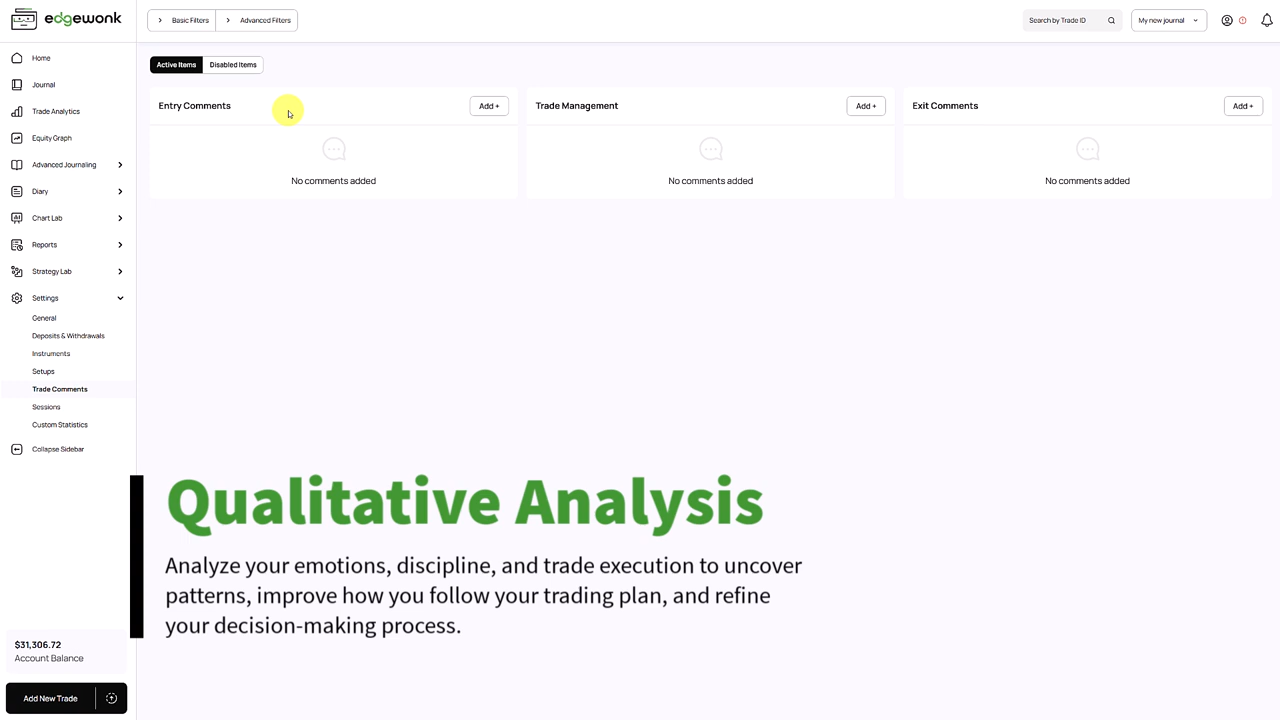 edgewonk
Basic Filters
Advanced Filters
Search by Trade ID
My new journal
Home
Journal
Trade Analytics
Equity Graph
Advanced Journaling
Diary
Chart Lab
Reports
Strategy Lab
Settings
General
Deposits & Withdrawals
Instruments
Setups
Trade Comments
Sessions
Custom Statistics
Collapse Sidebar
$31,306.72
Account Balance
Add New Trade
Active Items
Disabled Items
Entry Comments
Add +
No comments added
Trade Management
Add +
No comments added
Exit Comments
Add +
No comments added
Qualitative Analysis
Analyze your emotions, discipline, and trade execution to uncover
patterns, improve how you follow your trading plan, and refine
your decision-making process.